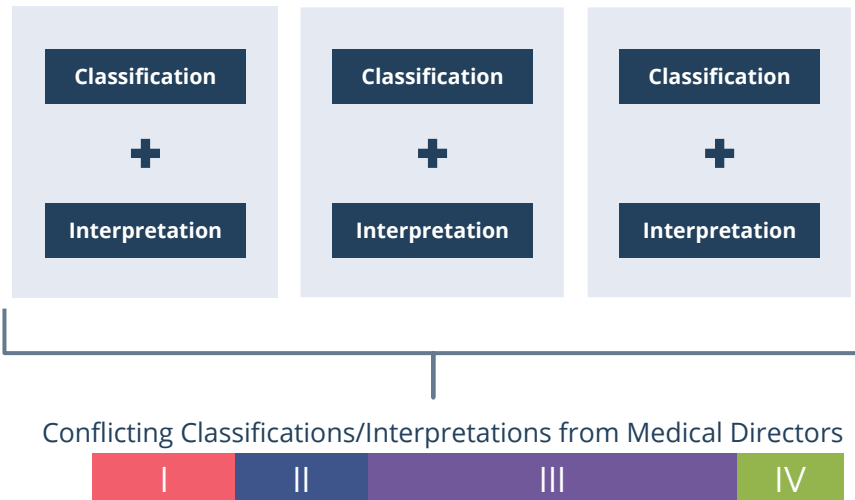 Classification Classification Classification
+ + +
Interpretation Interpretation Interpretation
Conflicting Classifications/Interpretations from Medical Directors
I II III IV